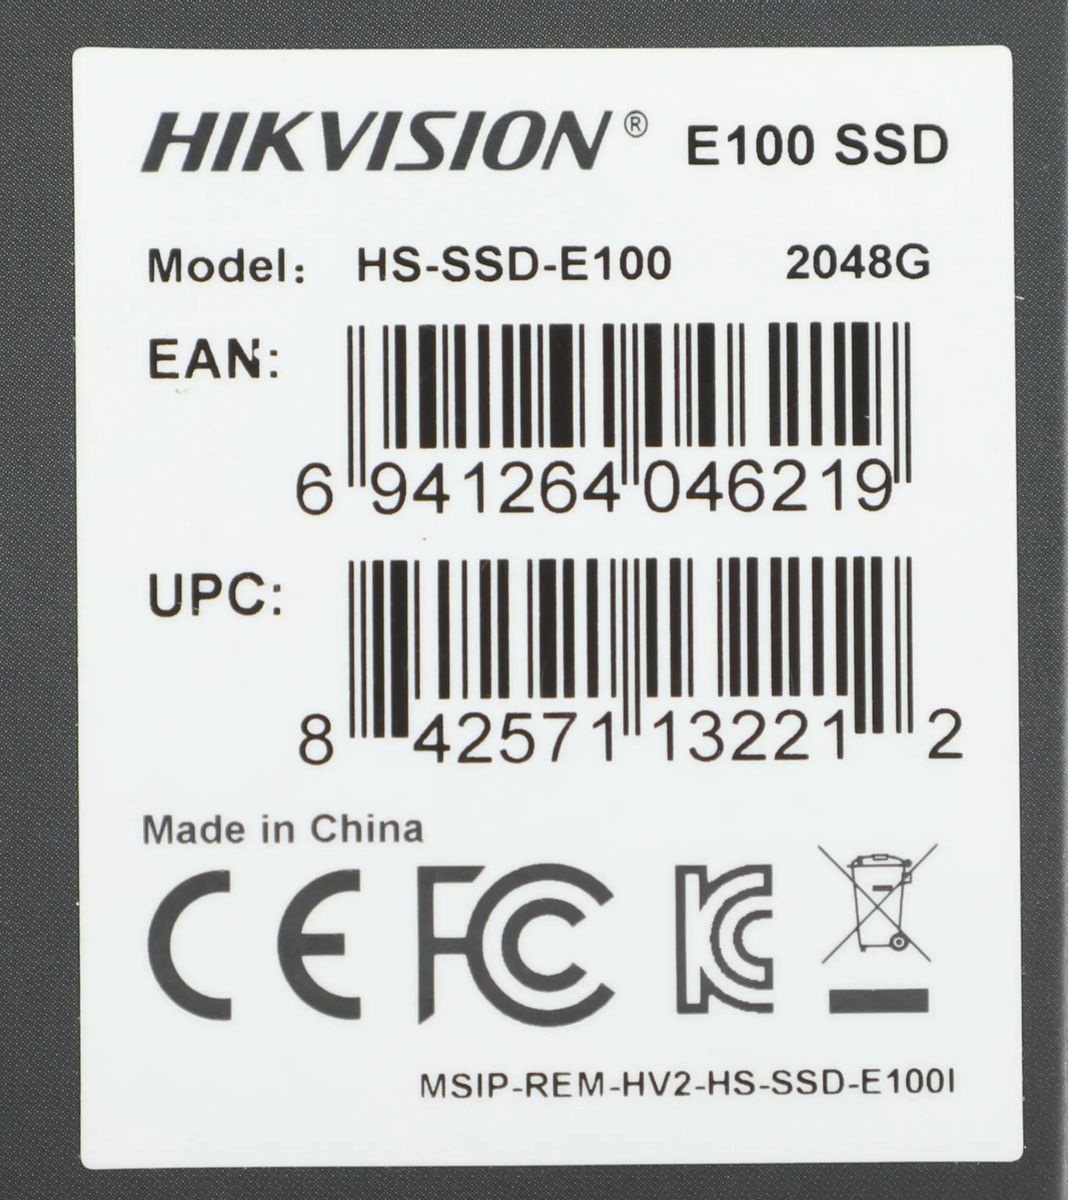 HIKVISION® E100 SSD
Model: HS-SSD-E100 2048G
EAN:
6 941264 046219
UPC:
8 42571 13221 2
Made in China
CE FC KC
MSIP-REM-HV2-HS-SSD-E100I